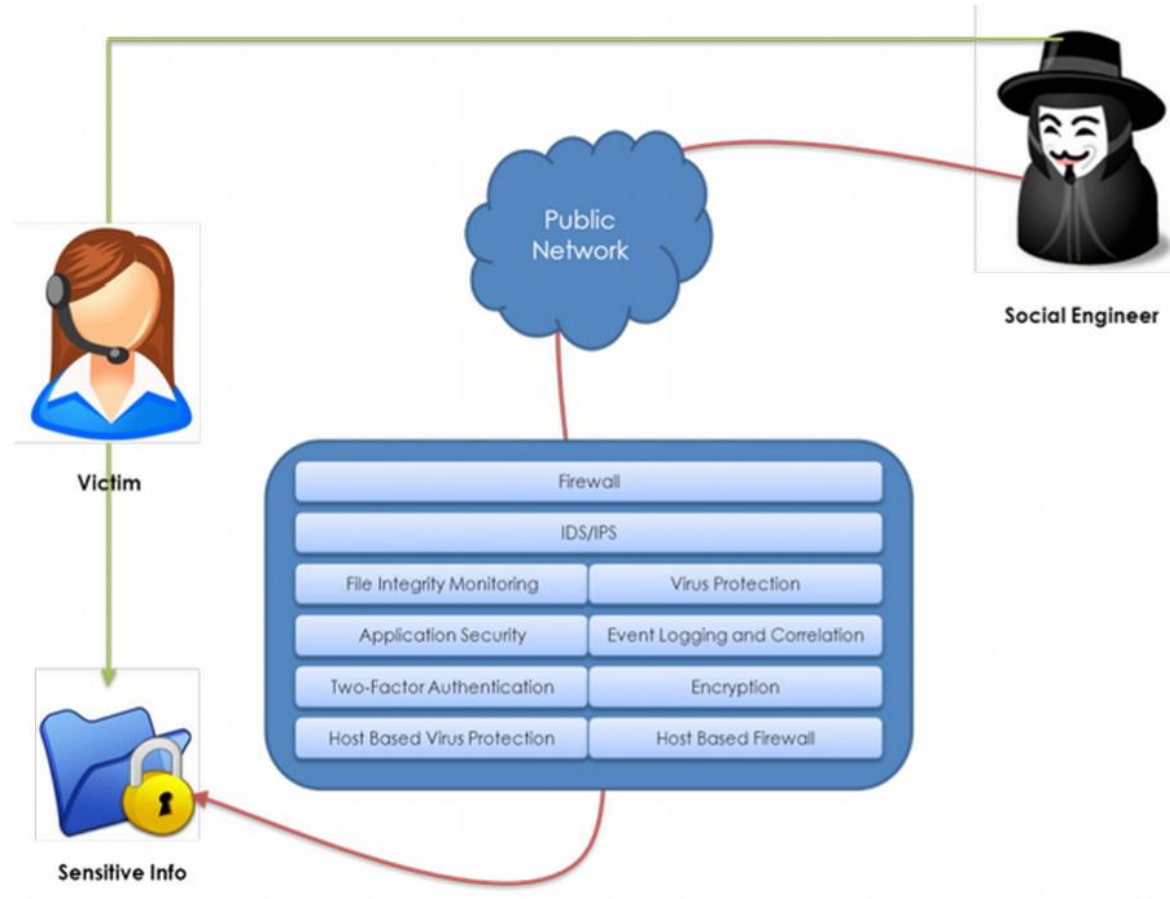 Public
Network
Social Engineer
Victim
Firewall
IDS/IPS
File Integrity Monitoring
Virus Protection
Application Security
Event Logging and Correlation
Two-Factor Authentication
Encryption
Host Based Virus Protection
Host Based Firewall
Sensitive Info